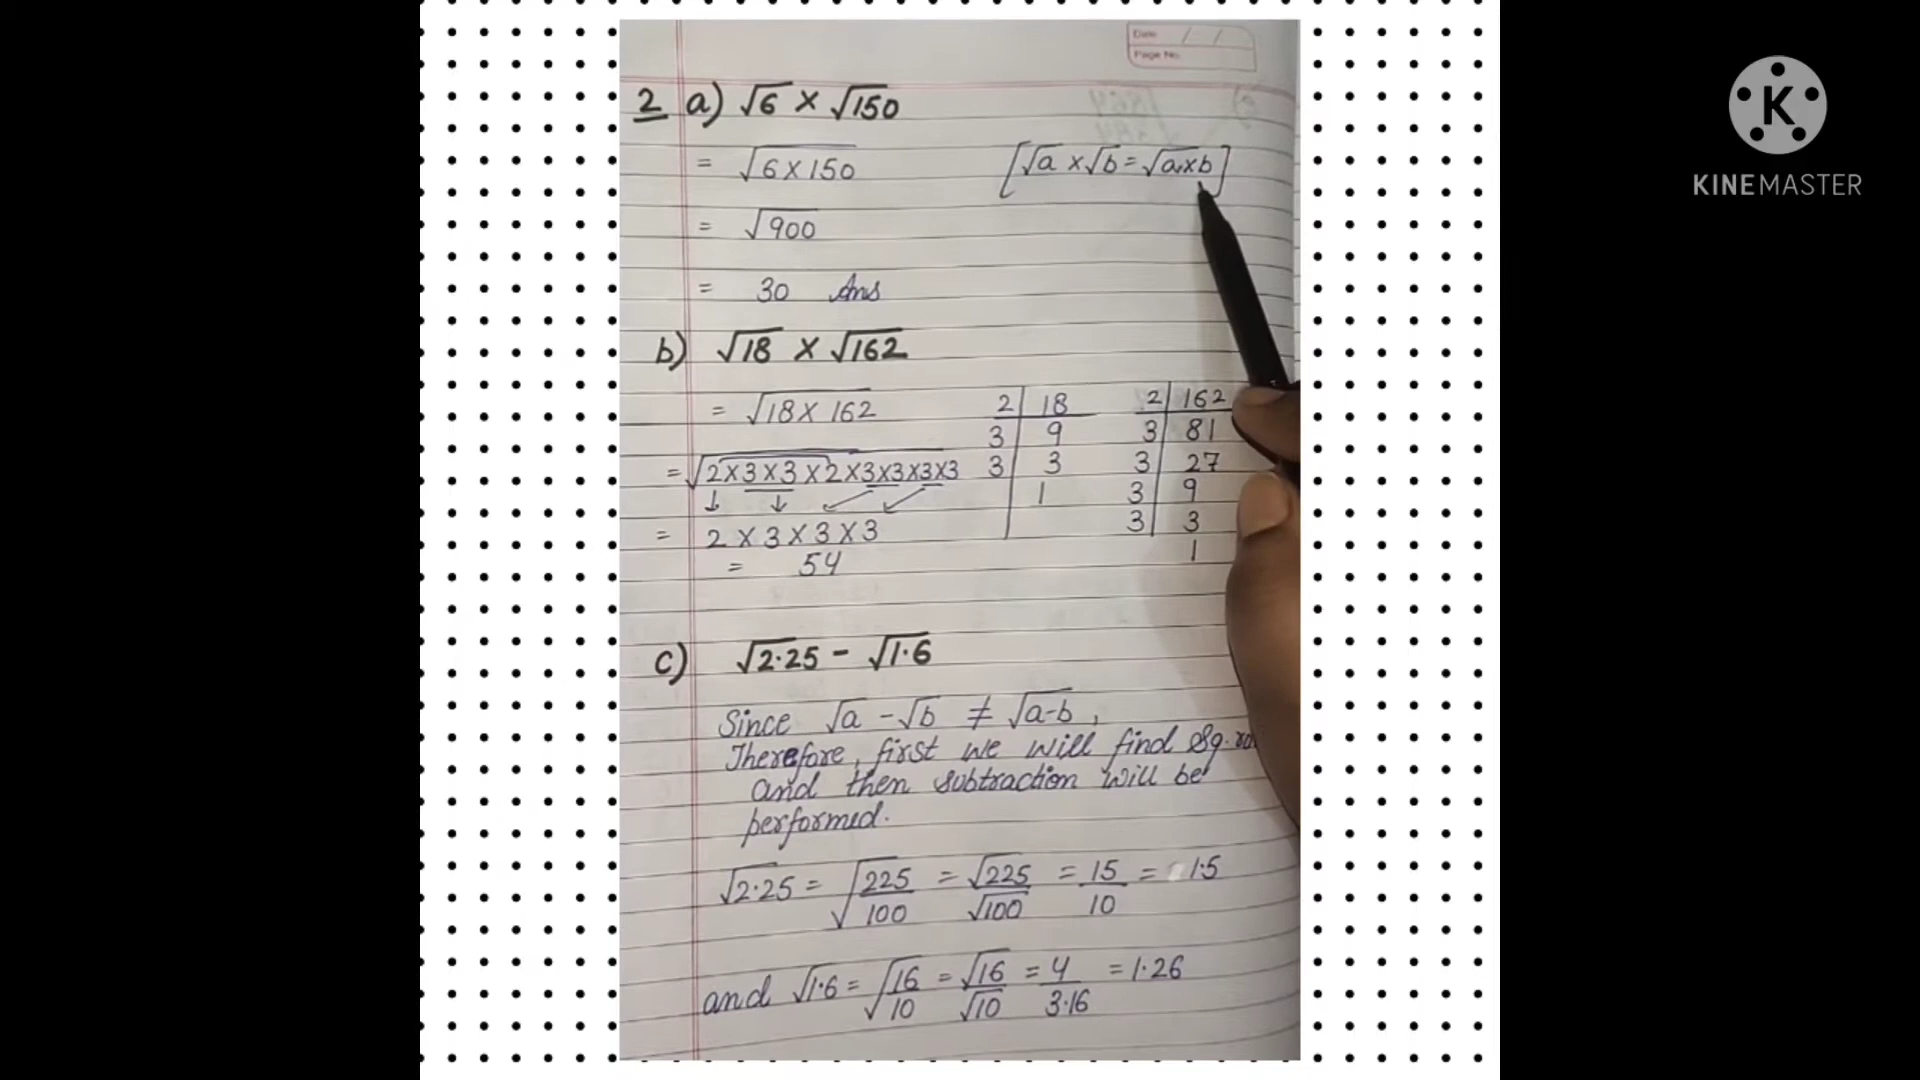 Date / /
Page No.
2 a) √6 × √150
= √6×150 [√a × √b = √a×b]
= √900
= 30 Ans
b) √18 × √162
= √18 × 162
2 | 18
3 | 9
3 | 3
1
2 | 162
3 | 81
3 | 27
3 | 9
3 | 3
1
= √2×3×3×2×3×3×3×3
= 2×3×3×3
= 54
c) √2.25 - √1.6
Since √a - √b ≠ √a-b,
Therefore, first we will find Sq.
and then subtraction will be
performed.
√2.25 = √225/100 = √225/√100 = 15/10 = 1.5
and √1.6 = √16/10 = √16/√10 = 4/3.16 = 1.26
K
KINEMASTER